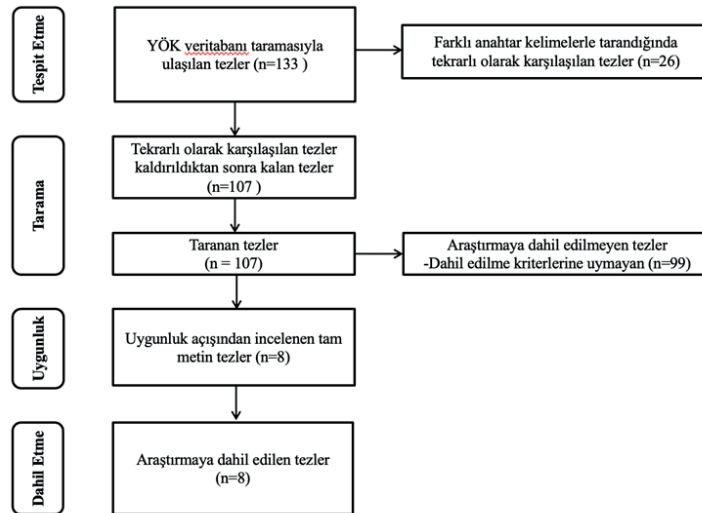 Tespit Etme
YÖK veritabanı taramasıyla
ulaşılan tezler (n=133 )
Farklı anahtar kelimelerle tarandığında
tekrarlı olarak karşılaşılan tezler (n=26)
Tarama
Tekrarlı olarak karşılaşılan tezler
kaldırıldıktan sonra kalan tezler
(n=107 )
Taranan tezler
(n = 107)
Araştırmaya dahil edilmeyen tezler
-Dahil edilme kriterlerine uymayan (n=99)
Uygunluk
Uygunluk açısından incelenen tam
metin tezler (n=8)
Dahil Etme
Araştırmaya dahil edilen tezler
(n=8)